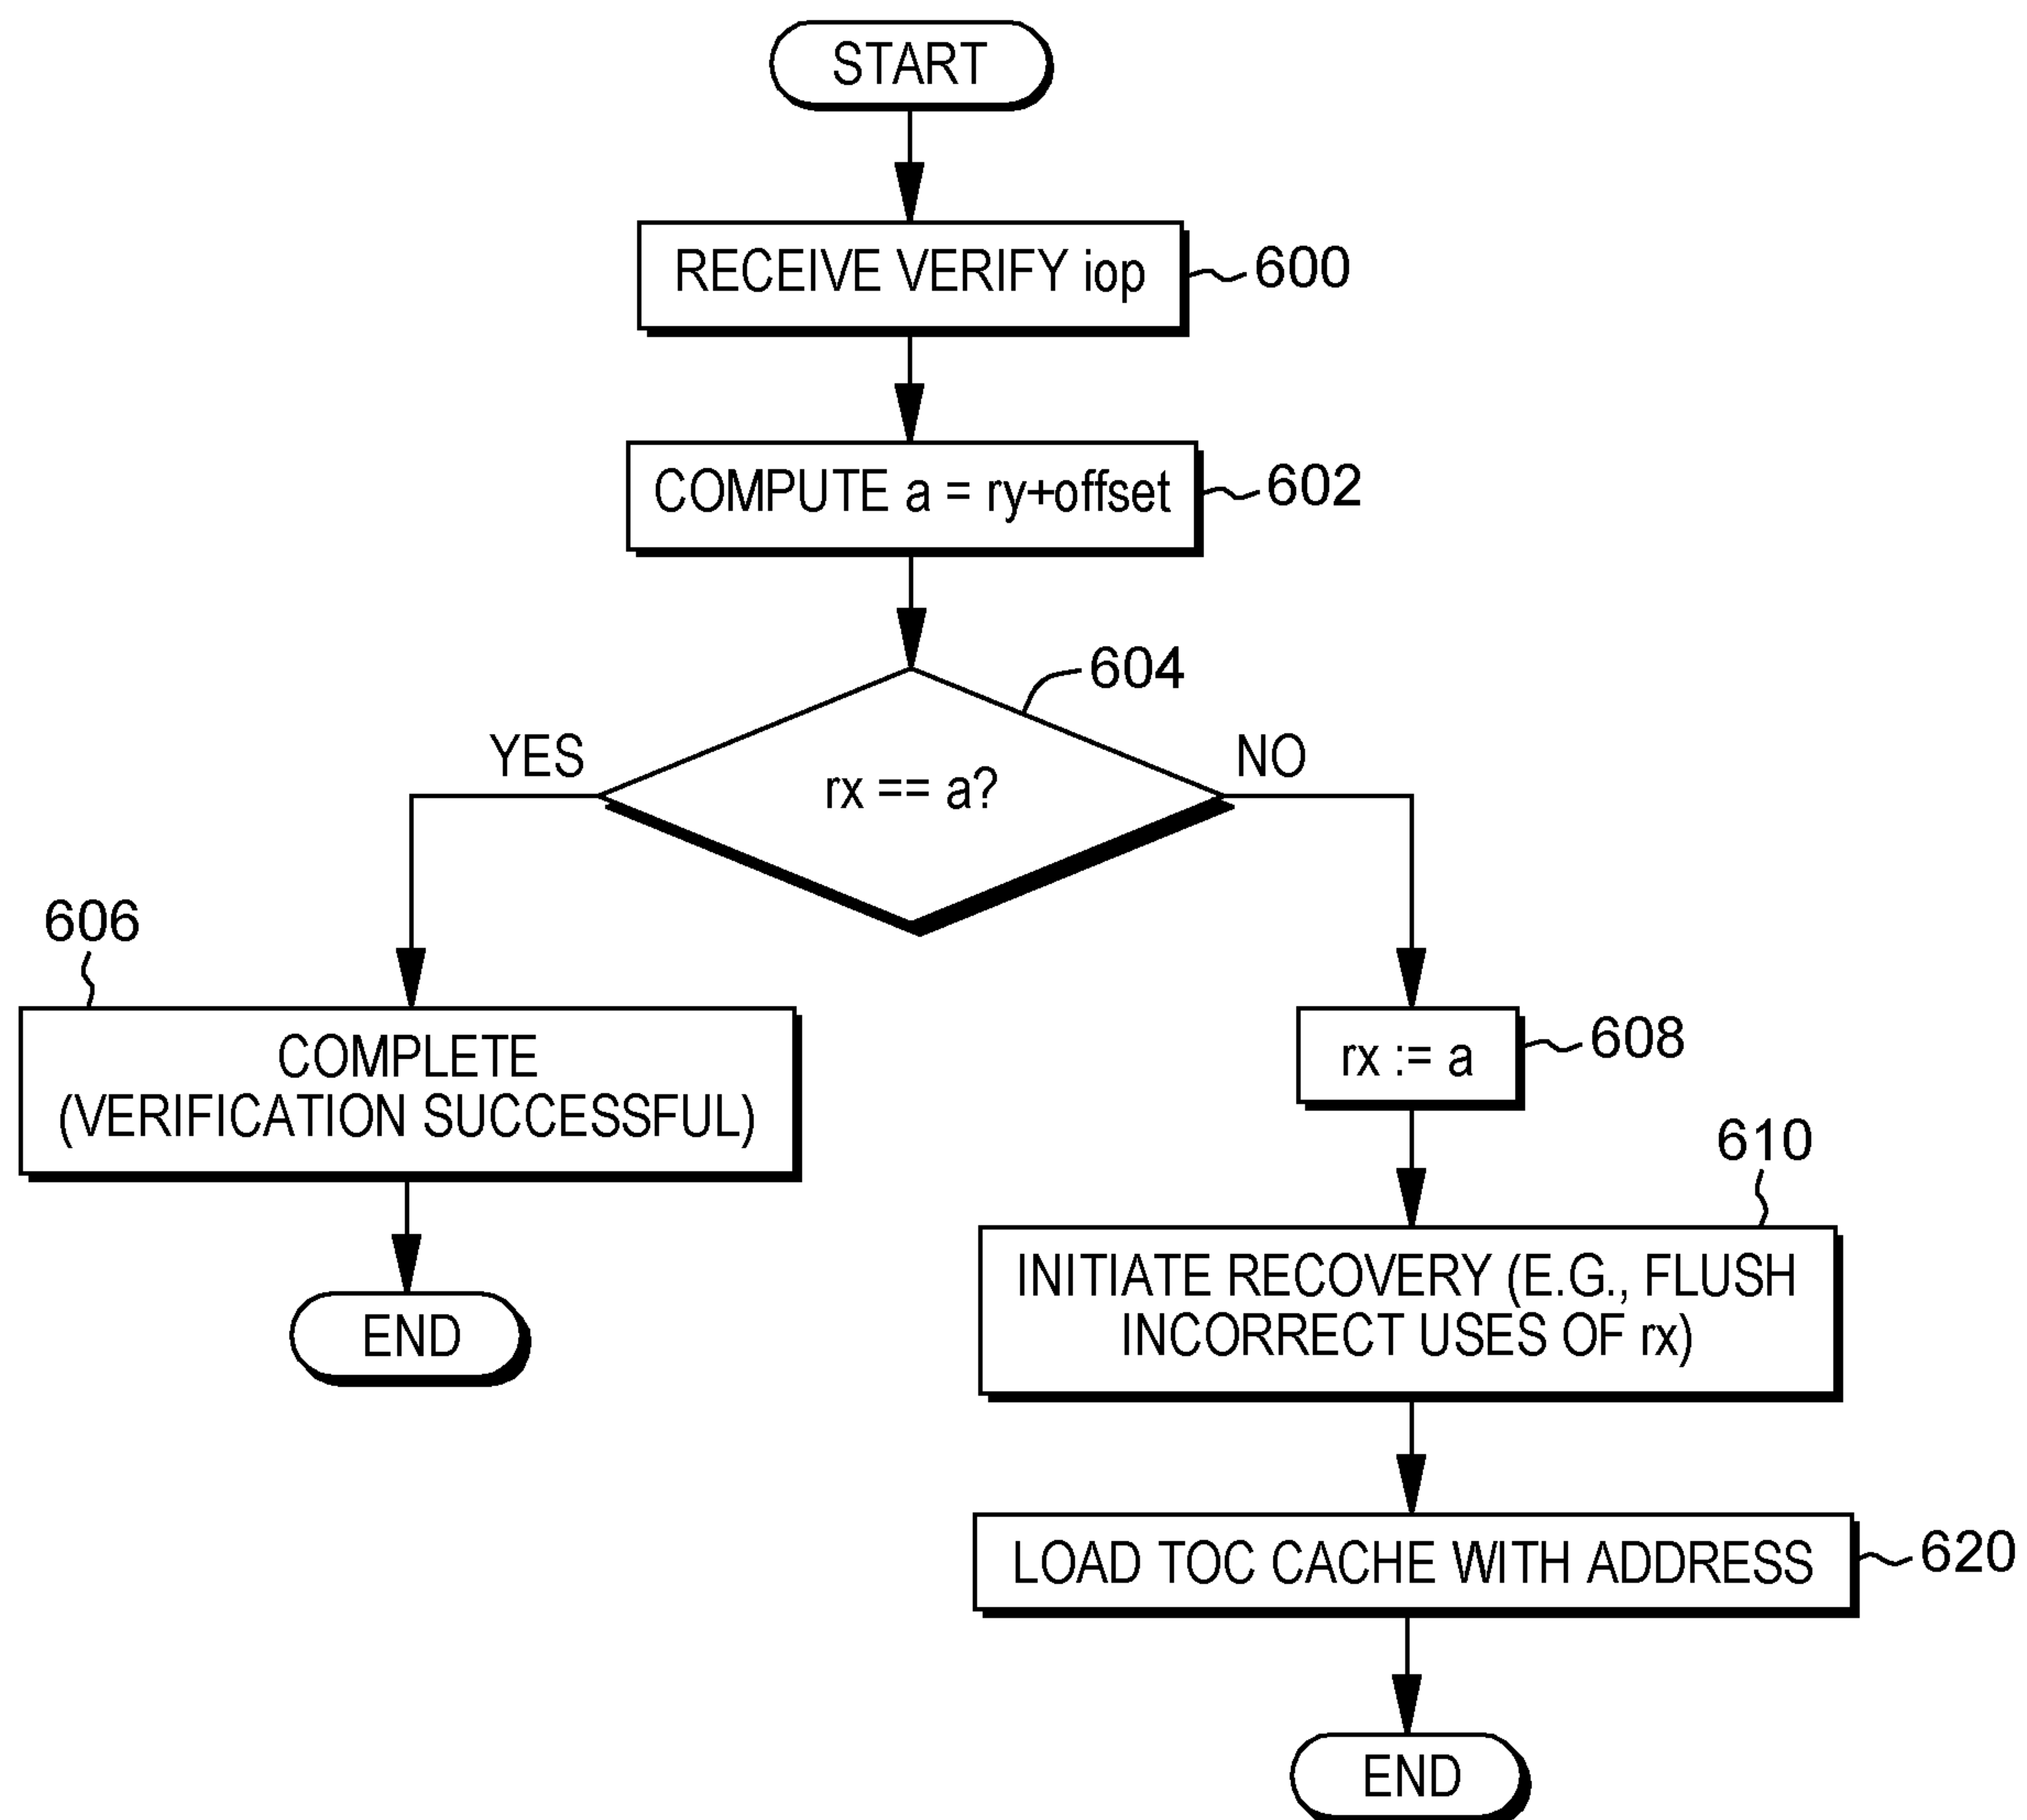 START
RECEIVE VERIFY iop
600
COMPUTE a = ry+offset
602
604
YES
NO
rx == a?
606
COMPLETE
(VERIFICATION SUCCESSFUL)
END
rx := a
608
610
INITIATE RECOVERY (E.G., FLUSH
INCORRECT USES OF rx)
LOAD TOC CACHE WITH ADDRESS
620
END